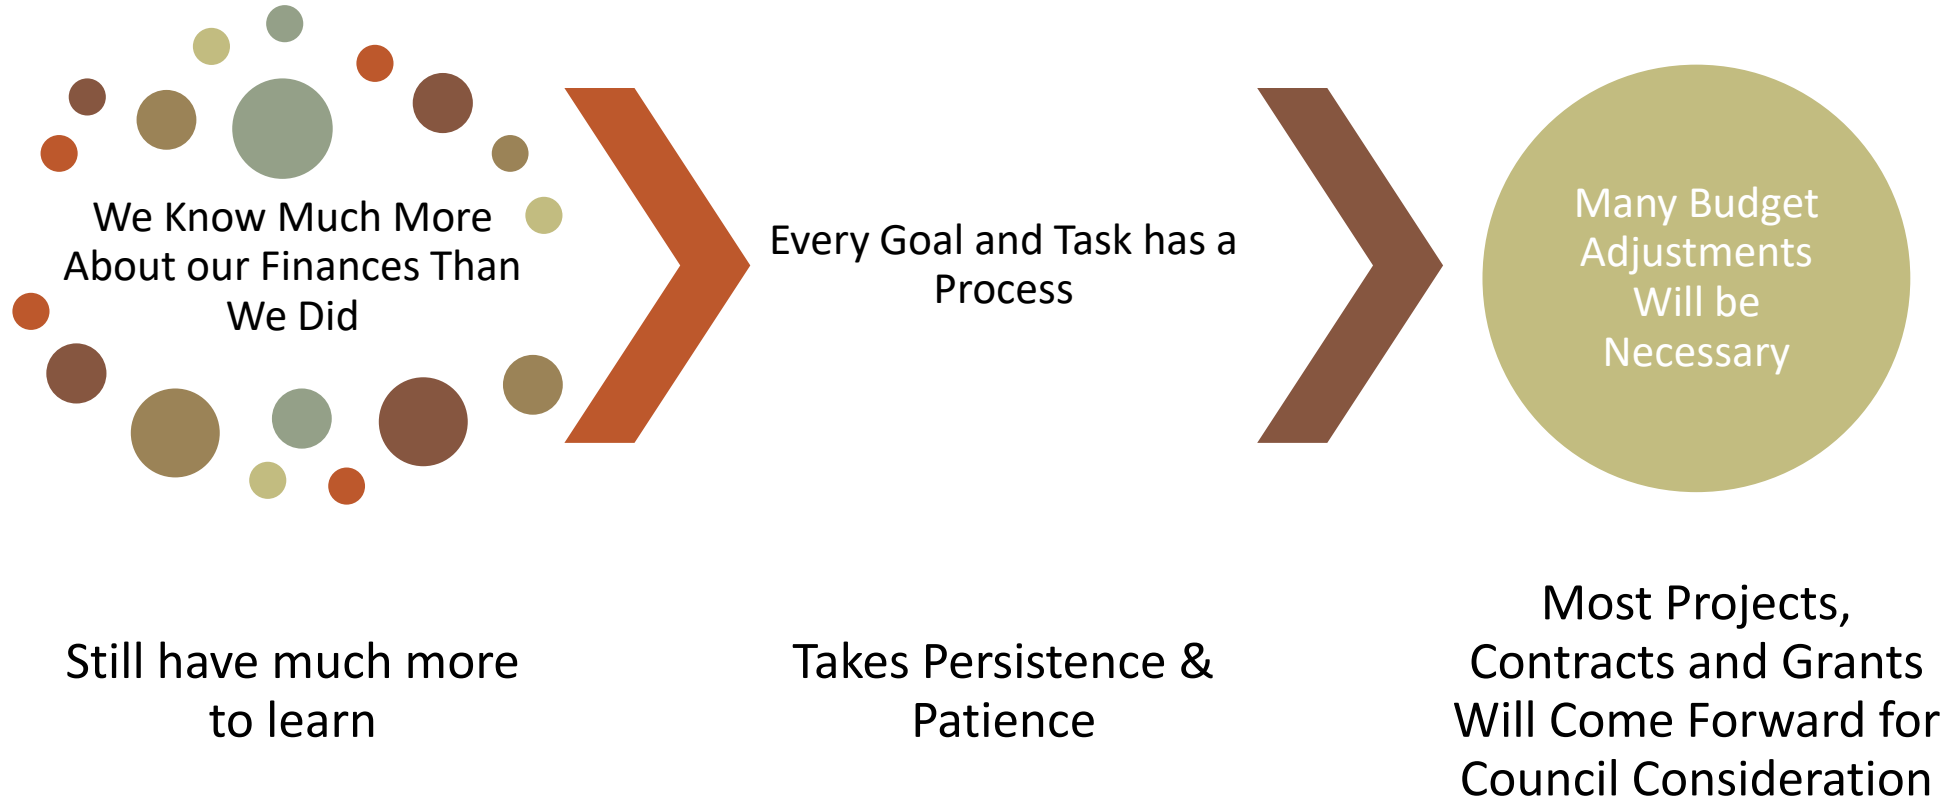 We Know Much More
About our Finances Than
We Did
Every Goal and Task has a
Process
Many Budget
Adjustments
Will be
Necessary
Still have much more
to learn
Takes Persistence &
Patience
Most Projects,
Contracts and Grants
Will Come Forward for
Council Consideration